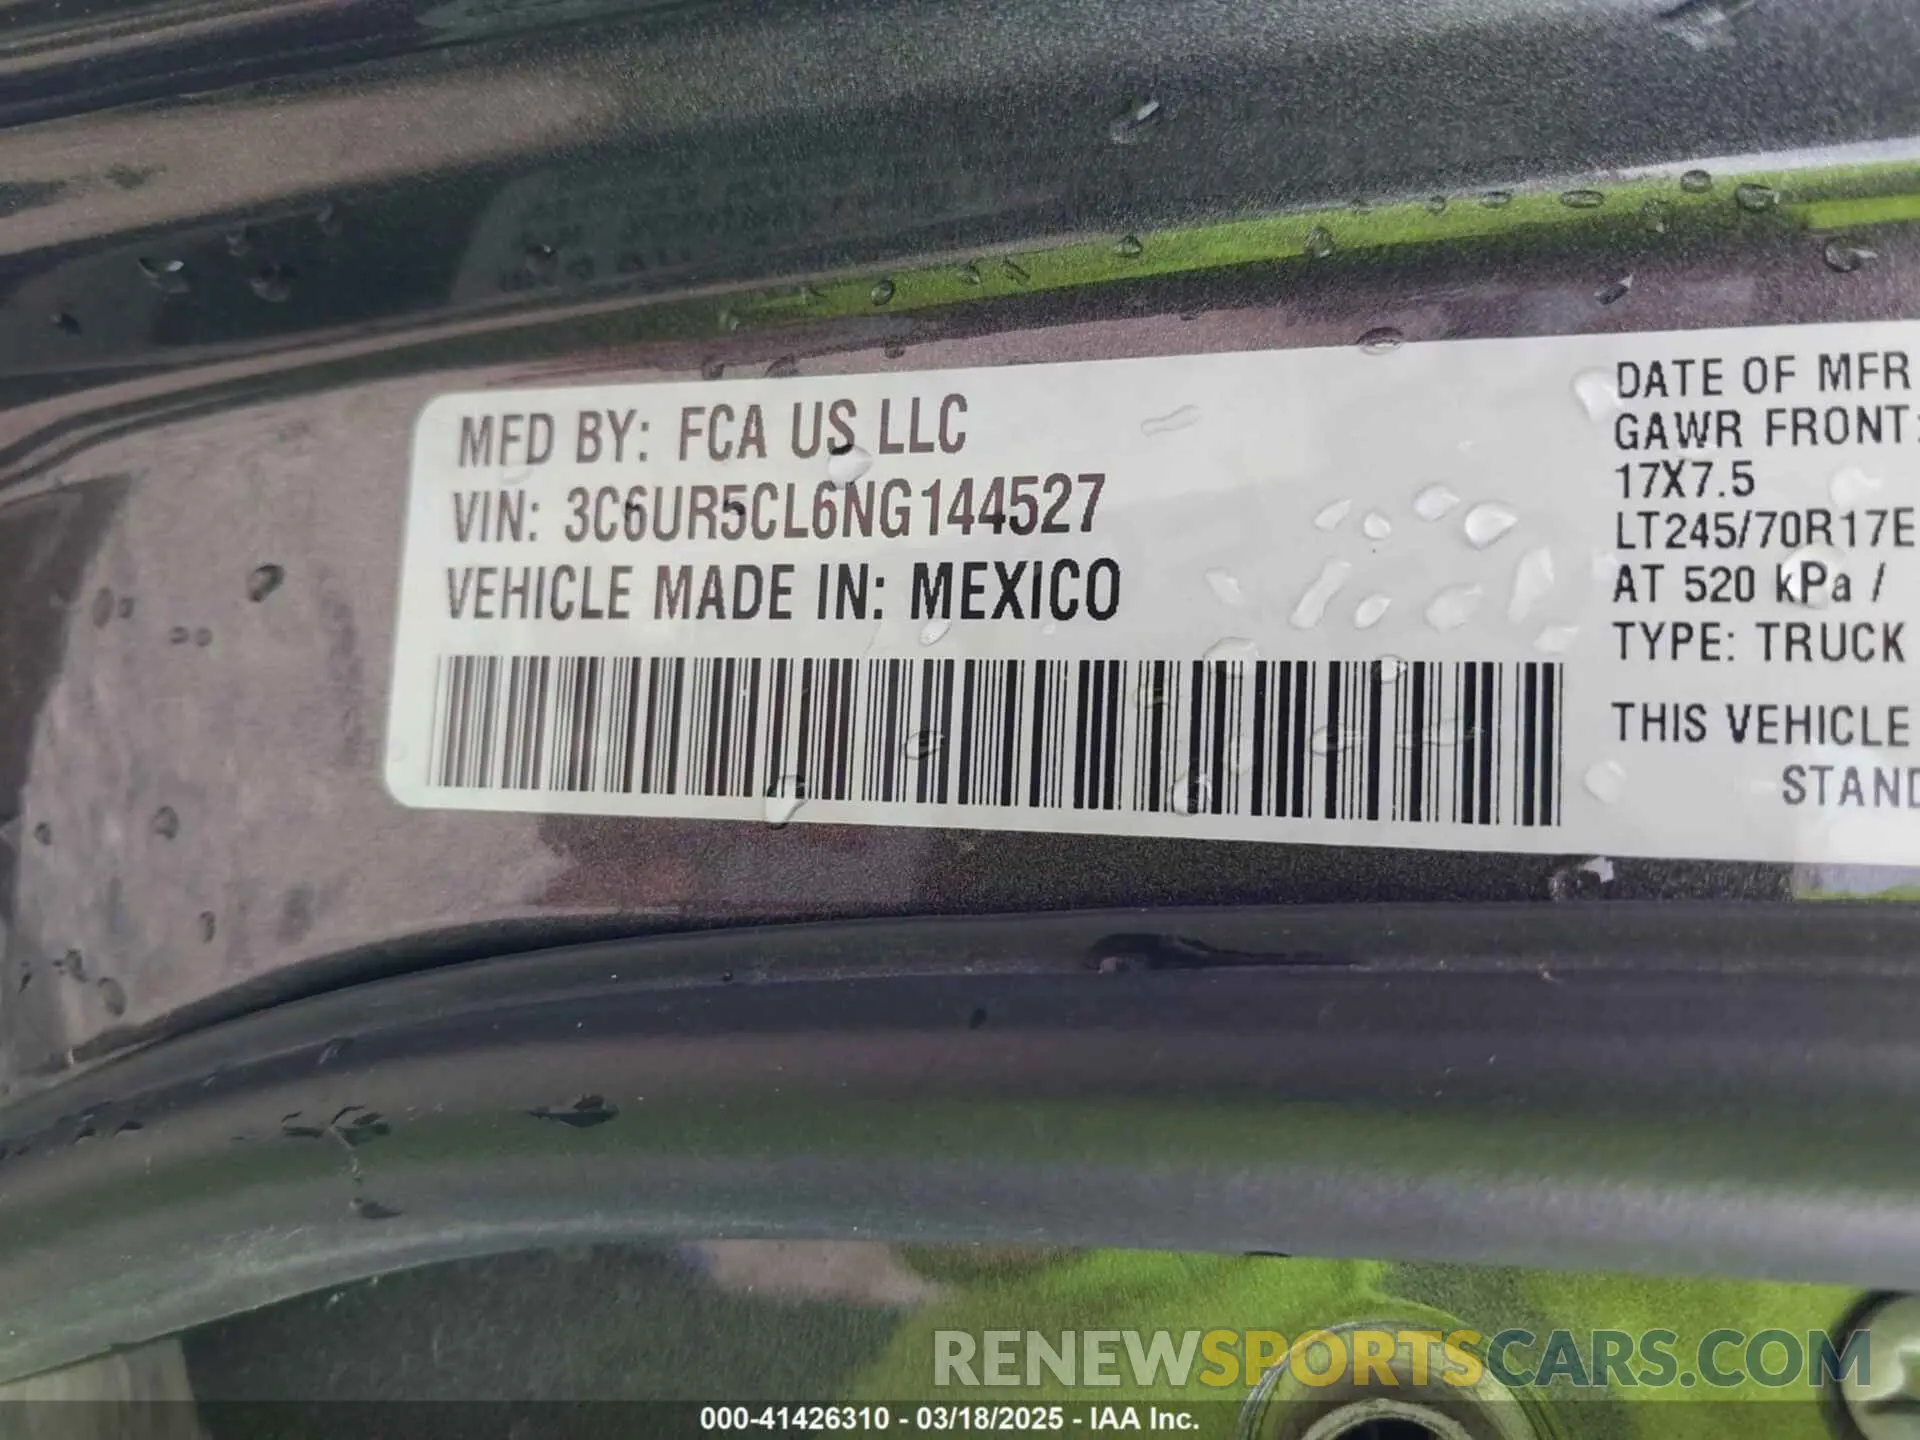 MFD BY: FCA US LLC
VIN: 3C6UR5CL6NG144527
VEHICLE MADE IN: MEXICO
DATE OF MFR
GAWR FRONT:
17X7.5
LT245/70R17E
AT 520 kPa /
TYPE: TRUCK
THIS VEHICLE
STAND
RENEWSPORTSCARS.COM
000-41426310 - 03/18/2025 - IAA Inc.